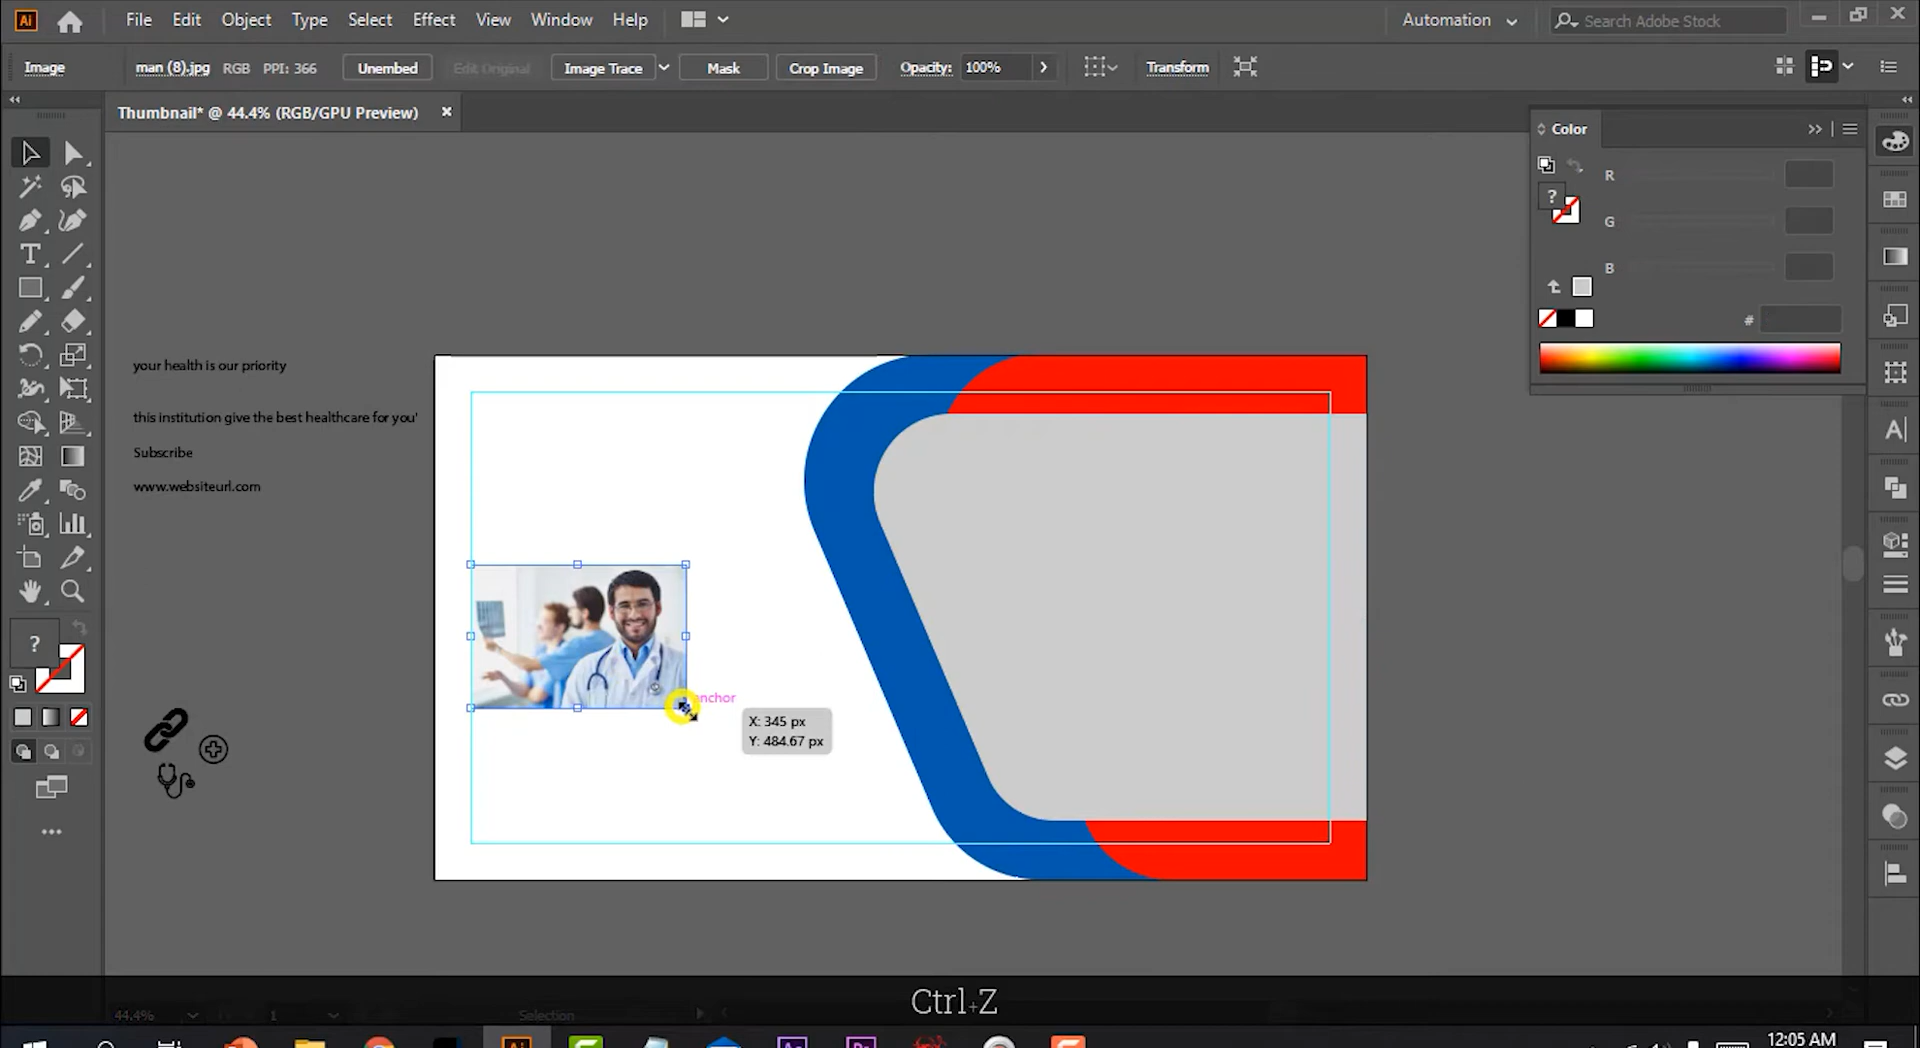 Ai File Edit Object Type Select Effect View Window Help Automation Search Adobe Stock
Image man (8).jpg RGB PPI: 366 Unembed Edit Original Image Trace Mask Crop Image Opacity: 100% Transform
Thumbnail* @ 44.4% (RGB/GPU Preview)
Color
R
G
B
#
your health is our priority
this institution give the best healthcare for you'
Subscribe
www.websiteurl.com
X: 345 px
Y: 484.67 px
Ctrl+Z
44.4% 1 Selection
12:05 AM